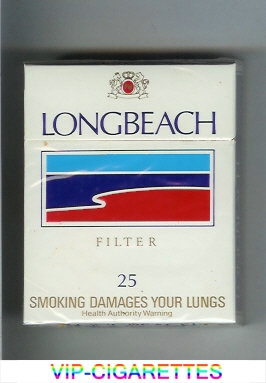 LONGBEACH
FILTER
25
SMOKING DAMAGES YOUR LUNGS
Health Authority Warning
VIP-CIGARETTES